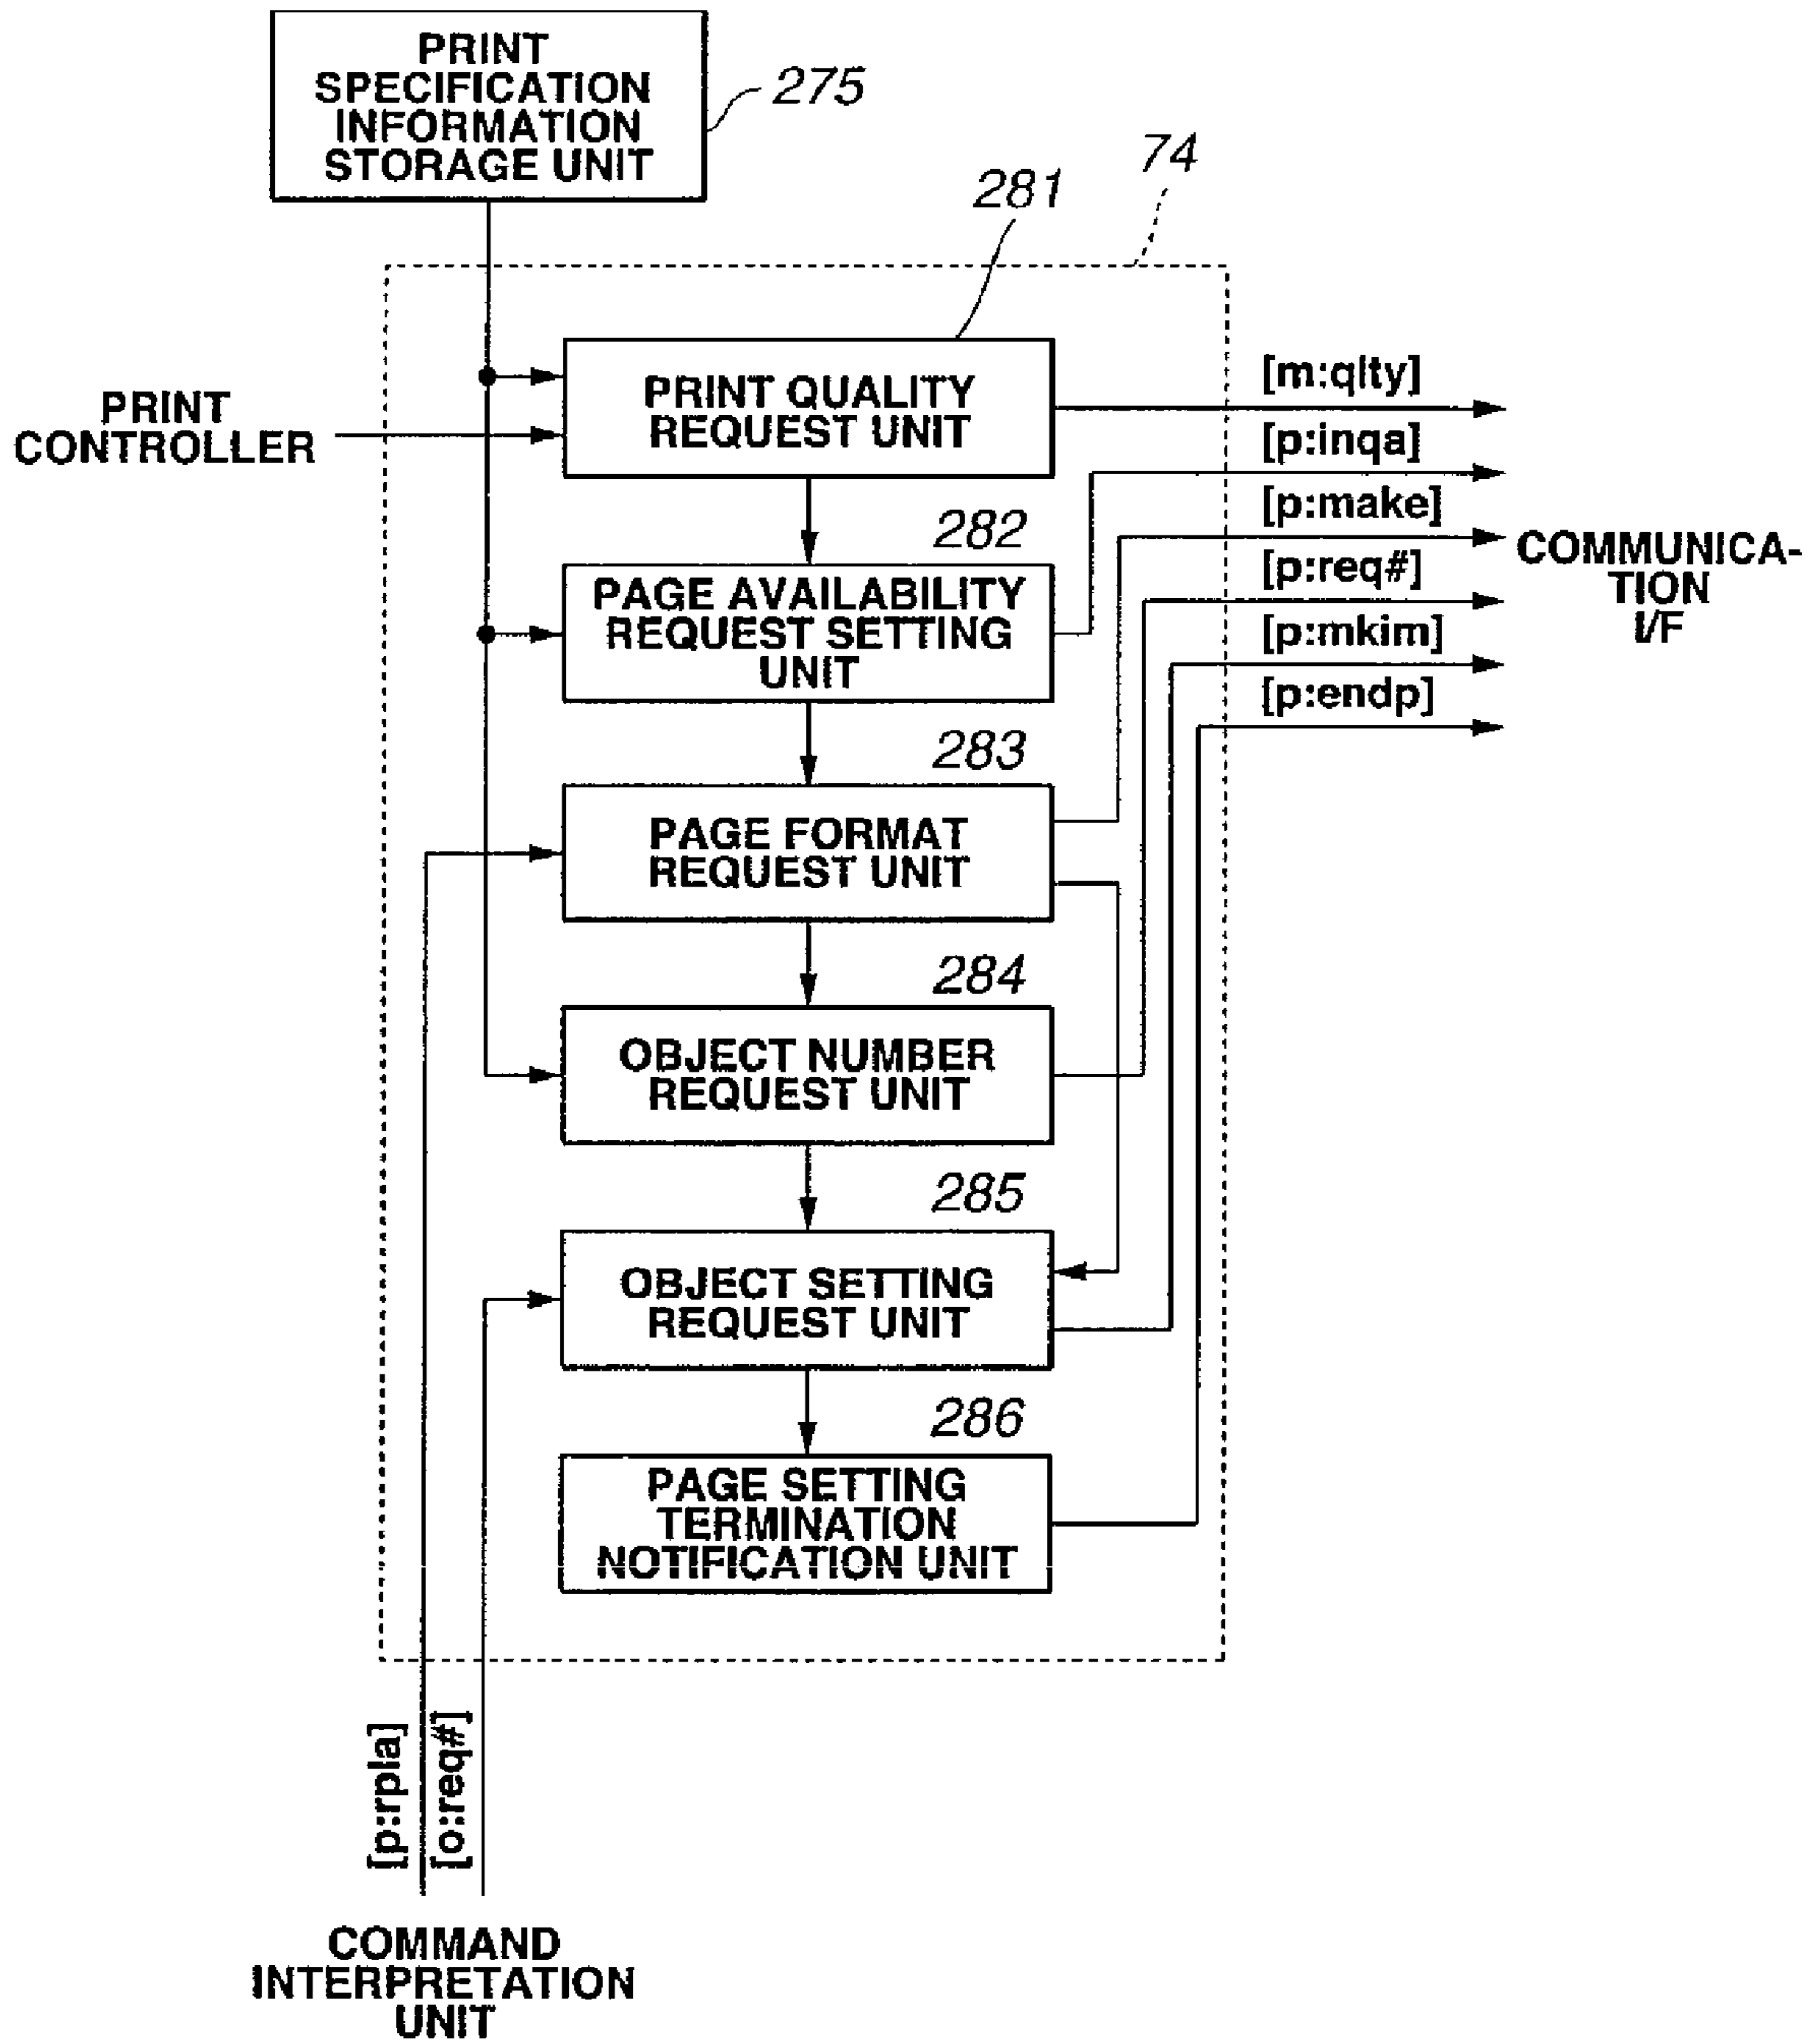 PRINT
SPECIFICATION
INFORMATION
STORAGE UNIT
275
74
281
PRINT QUALITY
REQUEST UNIT
PRINT
CONTROLLER
[m:qlty]
[p:inqa]
[p:make]
[p:req#]
[p:mkim]
[p:endp]
COMMUNICA-
TION
I/F
282
PAGE AVAILABILITY
REQUEST SETTING
UNIT
283
PAGE FORMAT
REQUEST UNIT
284
OBJECT NUMBER
REQUEST UNIT
285
OBJECT SETTING
REQUEST UNIT
286
PAGE SETTING
TERMINATION
NOTIFICATION UNIT
[p:rpla]
[o:req#]
COMMAND
INTERPRETATION
UNIT